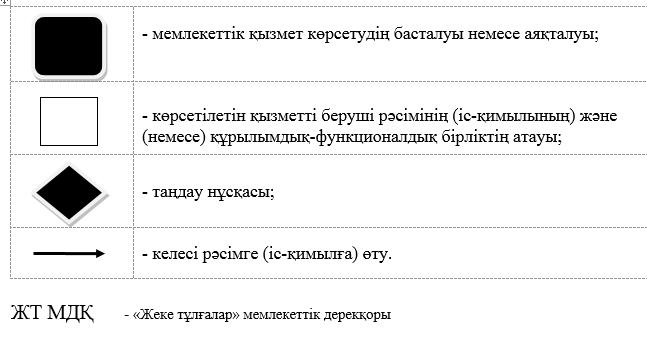 - мемлекеттік қызмет көрсетудің басталуы немесе аяқталуы;
- көрсетілетін қызметті беруші рәсімінің (іс-қимылының) және
(немесе) құрылымдық-функционалдық бірліктің атауы;
- таңдау нұсқасы;
- келесі рәсімге (іс-қимылға) өту.
ЖТ МДҚ - «Жеке тұлғалар» мемлекеттік дерекқоры